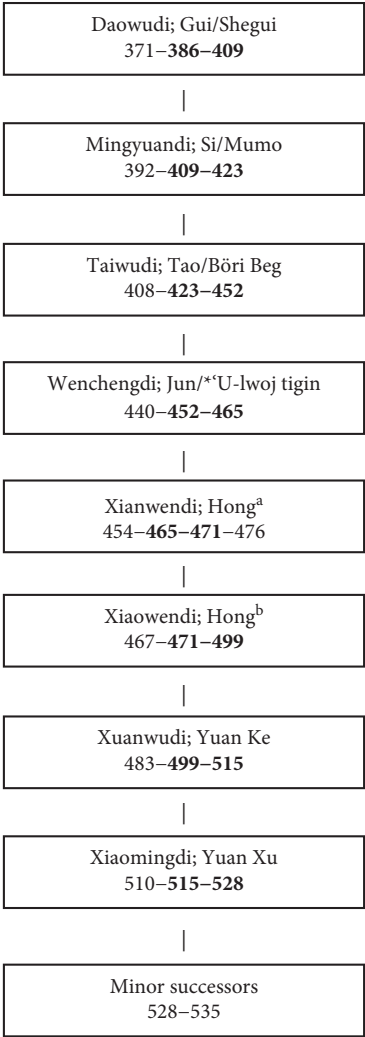 Daowudi; Gui/Shegui
371–386–409
Mingyuandi; Si/Mumo
392–409–423
Taiwudi; Tao/Böri Beg
408–423–452
Wenchengdi; Jun/*‘U-lwoj tigin
440–452–465
Xianwendi; Hongᵃ
454–465–471–476
Xiaowendi; Hongᵇ
467–471–499
Xuanwudi; Yuan Ke
483–499–515
Xiaomingdi; Yuan Xu
510–515–528
Minor successors
528–535